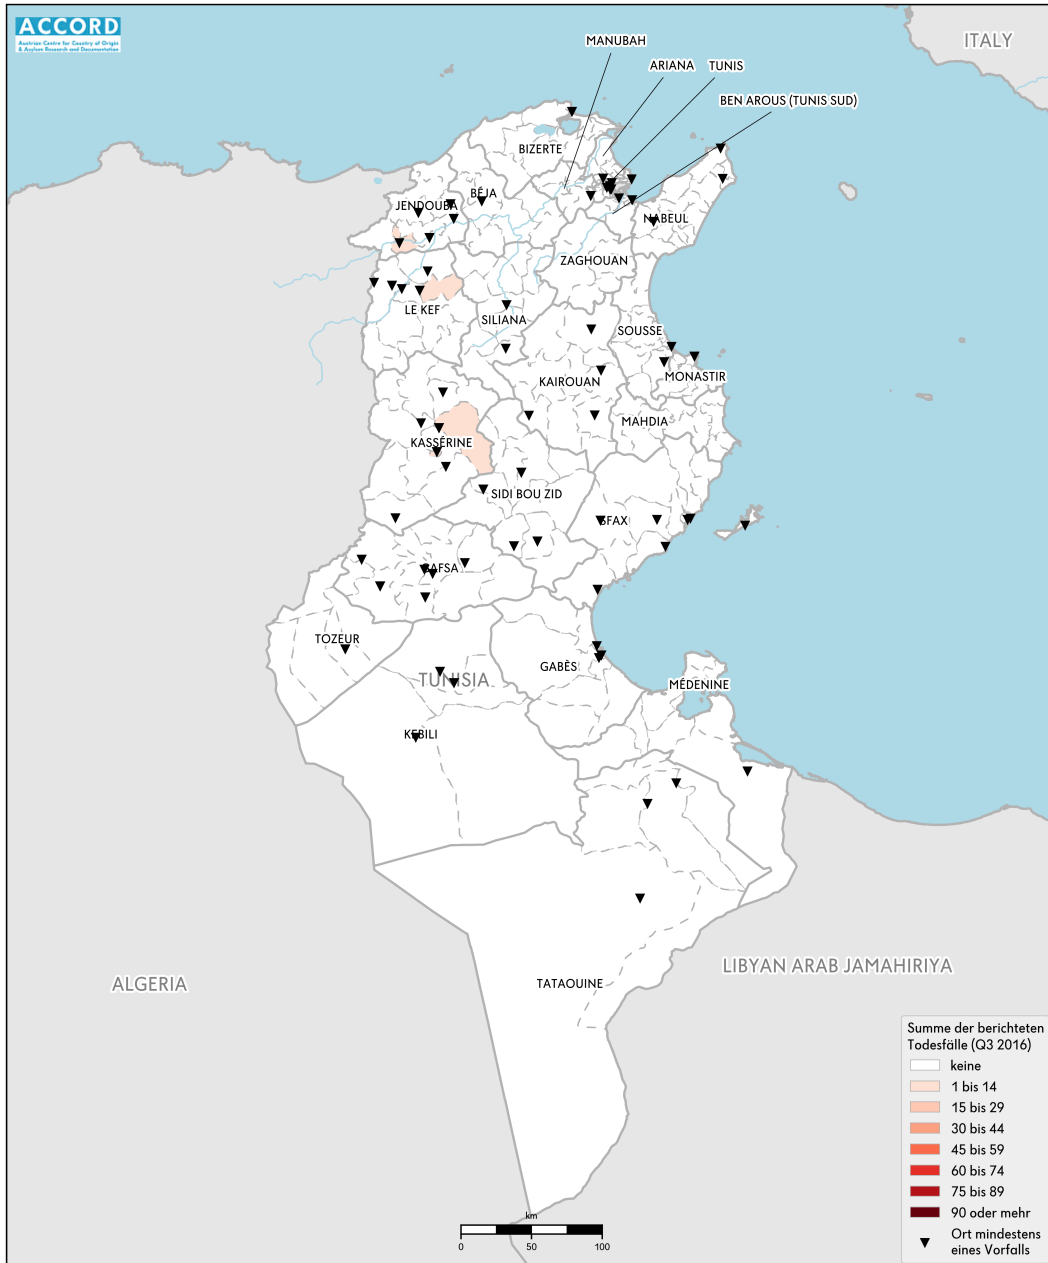 ACCORD
Austrian Centre for Country of Origin
& Asylum Research and Documentation
ITALY
MANUBAH
ARIANA
TUNIS
BEN AROUS (TUNIS SUD)
BIZERTE
BÉJA
JENDOUBA
NABEUL
ZAGHOUAN
LE KEF
SILIANA
SOUSSE
MONASTIR
KAIROUAN
MAHDIA
KASSÉRINE
SIDI BOU ZID
SFAX
GAFSA
TOZEUR
TUNISIA
GABÈS
MÉDENINE
KEBILI
TATAOUINE
ALGERIA
LIBYAN ARAB JAMAHIRIYA
Summe der berichteten
Todesfälle (Q3 2016)
keine
1 bis 14
15 bis 29
30 bis 44
45 bis 59
60 bis 74
75 bis 89
90 oder mehr
Ort mindestens
eines Vorfalls
km
0 50 100